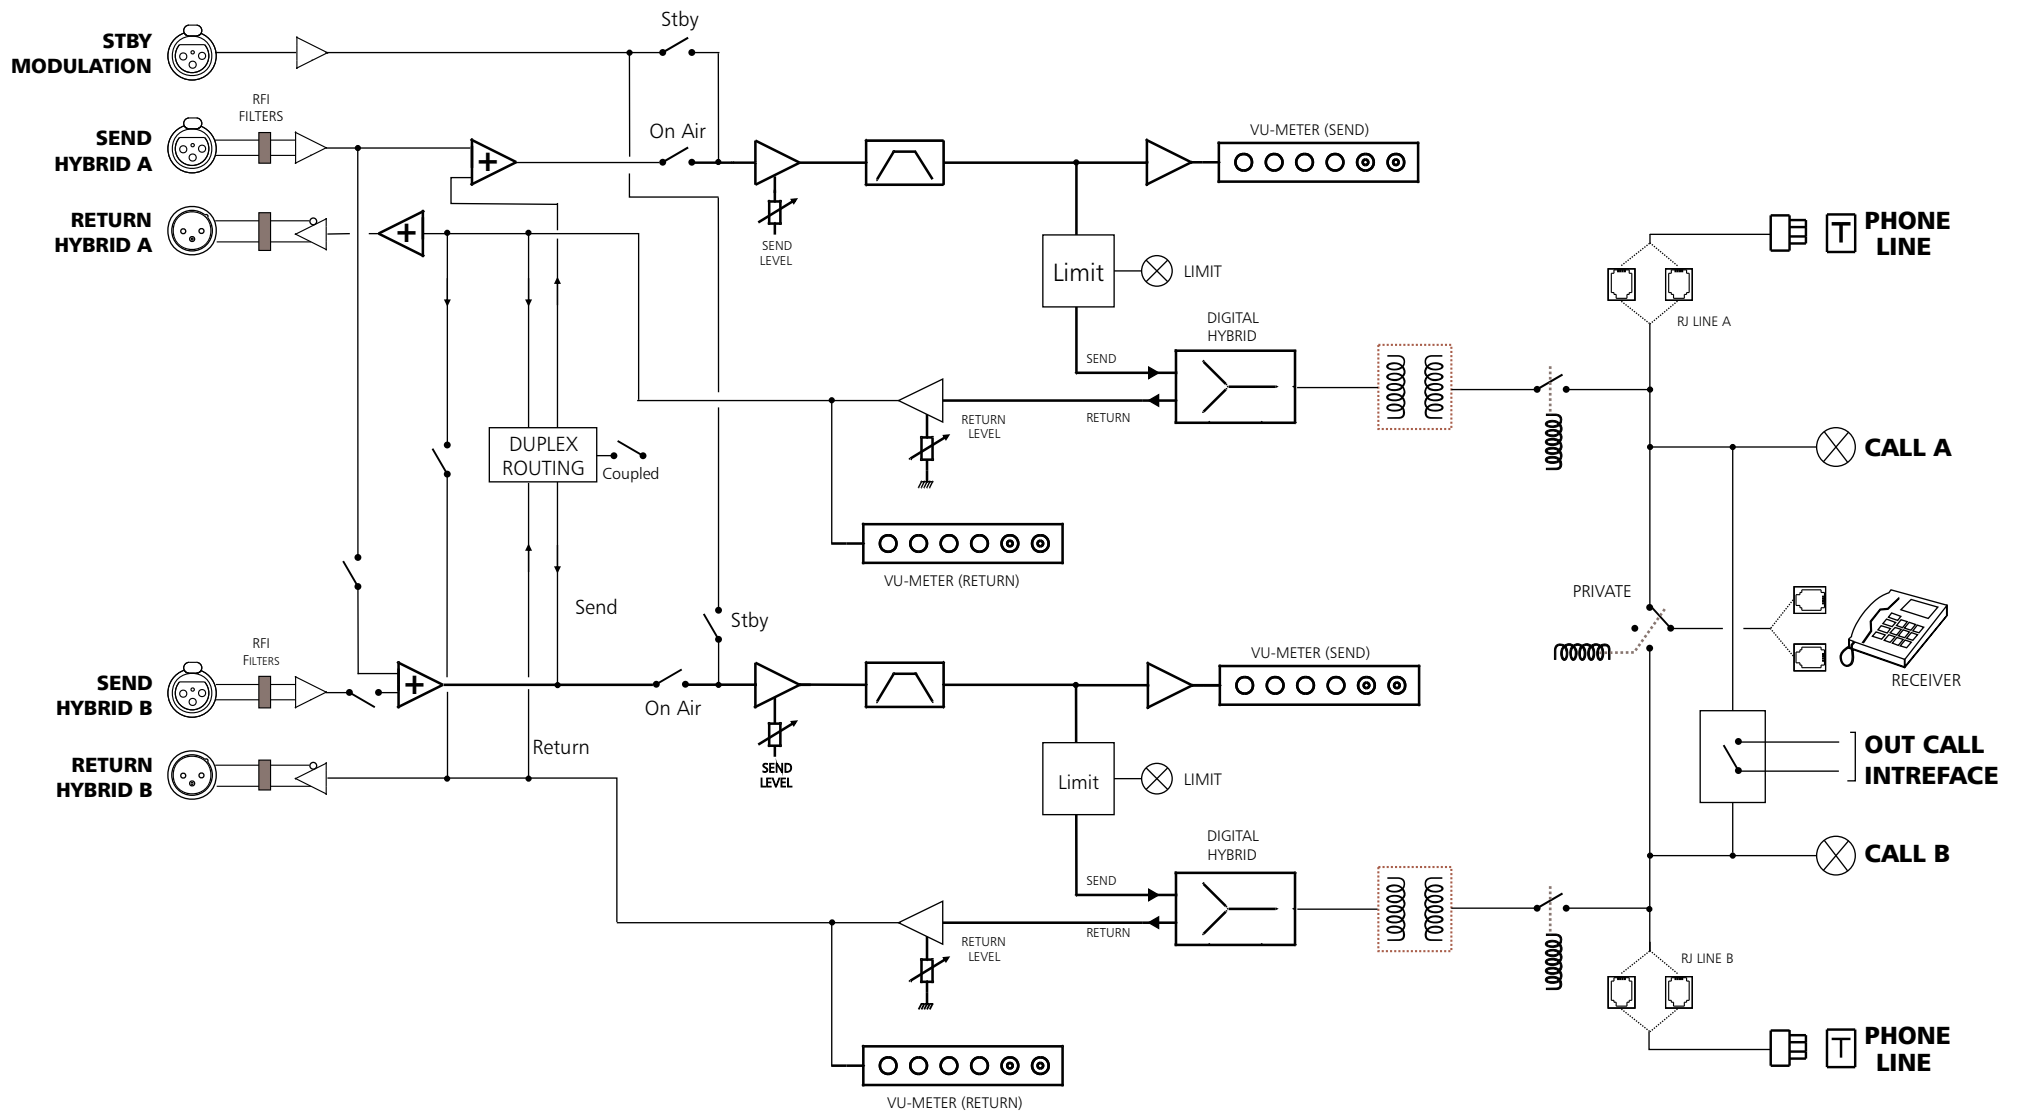 Stby
STBY
MODULATION
RFI
FILTERS
On Air
VU-METER (SEND)
SEND
HYBRID A
RETURN
HYBRID A
SEND
LEVEL
Limit
LIMIT
PHONE
LINE
T
RJ LINE A
DIGITAL
HYBRID
SEND
RETURN
RETURN
LEVEL
DUPLEX
ROUTING
Coupled
CALL A
VU-METER (RETURN)
PRIVATE
Send
Stby
RECEIVER
RFI
FILTERS
SEND
HYBRID B
On Air
VU-METER (SEND)
RETURN
HYBRID B
Return
SEND
LEVEL
Limit
LIMIT
OUT CALL
INTREFACE
DIGITAL
HYBRID
CALL B
SEND
RETURN
RETURN
LEVEL
RJ LINE B
T
PHONE
LINE
VU-METER (RETURN)